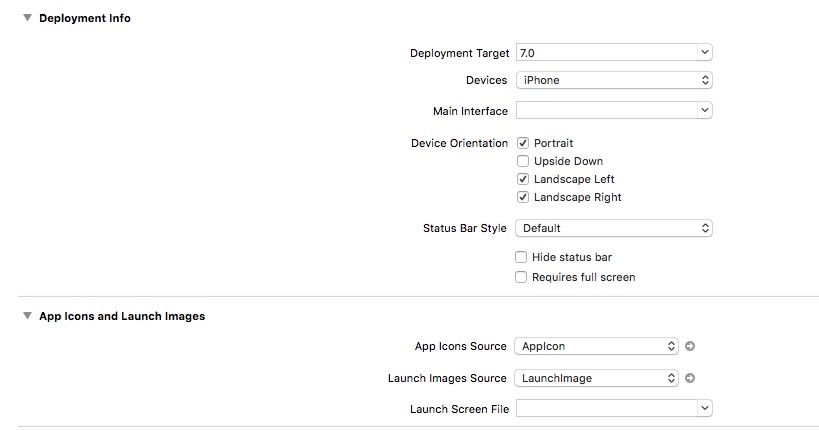 Deployment Info
Deployment Target 7.0
Devices iPhone
Main Interface
Device Orientation Portrait
Upside Down
Landscape Left
Landscape Right
Status Bar Style Default
Hide status bar
Requires full screen
App Icons and Launch Images
App Icons Source AppIcon
Launch Images Source LaunchImage
Launch Screen File